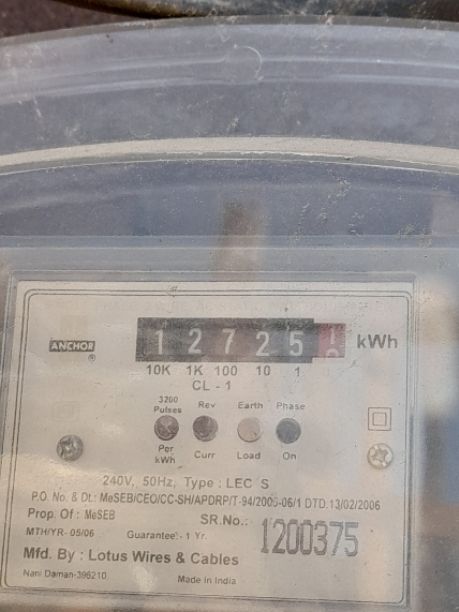 ANCHOR
®
1 2 7 2 5 kWh
10K 1K 100 10 1
CL - 1
3200 Pulses Rev Earth Phase
Per kWh Curr Load On
240V, 50Hz, Type : LEC S
P.O. No. & Dt.: MeSEB/CEO/CC-SH/APDRP/T-94/2005-06/1 DTD.13/02/2006
Prop. Of : MeSEB SR.No.: 1200375
MTH/YR- 05/06 Guarantee:- 1 Yr.
Mfd. By : Lotus Wires & Cables
Nani Daman-396210 Made in India